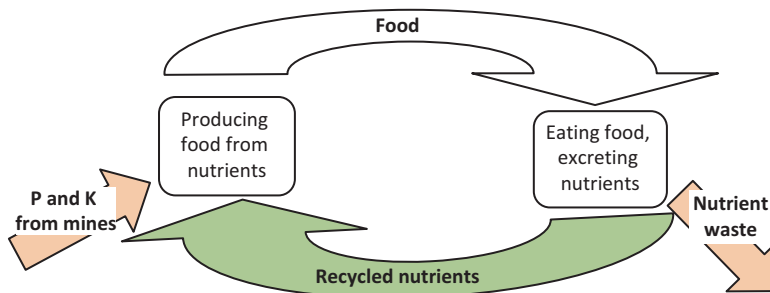 Food
Producing
food from
nutrients
Eating food,
excreting
nutrients
P and K
from mines
Nutrient
waste
Recycled nutrients